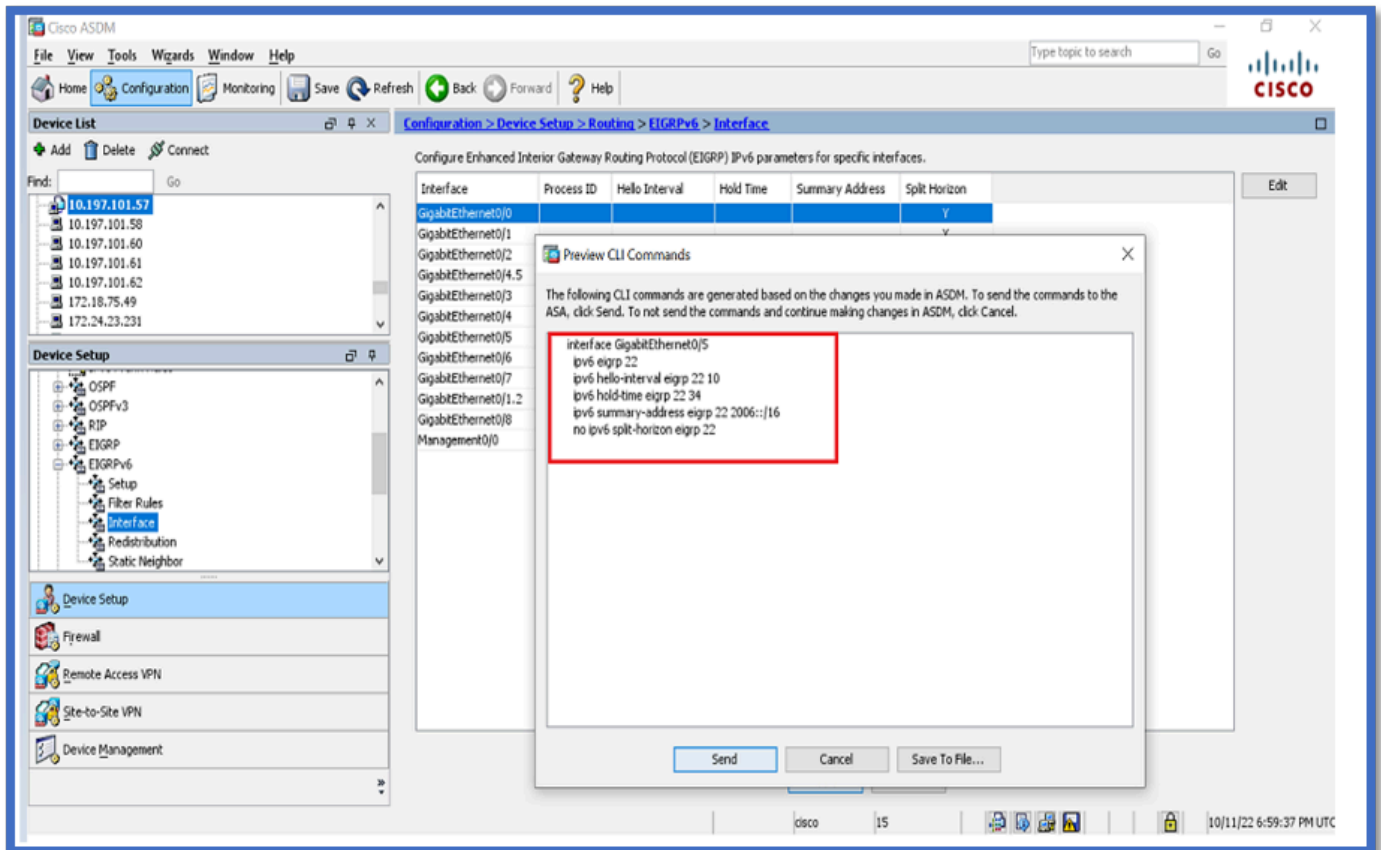 Cisco ASDM
File View Tools Wizards Window Help
Type topic to search Go
Home Configuration Monitoring Save Refresh Back Forward Help
CISCO
Device List
Configuration > Device Setup > Routing > EIGRPv6 > Interface
Add Delete Connect
Find: Go
10.197.101.57
10.197.101.58
10.197.101.60
10.197.101.61
10.197.101.62
172.18.75.49
172.24.23.231
Device Setup
OSPF
OSPFv3
RIP
EIGRP
EIGRPv6
Setup
Filter Rules
Interface
Redistribution
Static Neighbor
Device Setup
Firewall
Remote Access VPN
Site-to-Site VPN
Device Management
Configure Enhanced Interior Gateway Routing Protocol (EIGRP) IPv6 parameters for specific interfaces.
Interface Process ID Hello Interval Hold Time Summary Address Split Horizon
Edit
GigabitEthernet0/0 Y
GigabitEthernet0/1 Y
GigabitEthernet0/2
GigabitEthernet0/4.5
GigabitEthernet0/3
GigabitEthernet0/4
GigabitEthernet0/5
GigabitEthernet0/6
GigabitEthernet0/7
GigabitEthernet0/1.2
GigabitEthernet0/8
Management0/0
Preview CLI Commands
The following CLI commands are generated based on the changes you made in ASDM. To send the commands to the
ASA, click Send. To not send the commands and continue making changes in ASDM, click Cancel.
interface GigabitEthernet0/5
ipv6 eigrp 22
ipv6 hello-interval eigrp 22 10
ipv6 hold-time eigrp 22 34
ipv6 summary-address eigrp 22 2006::/16
no ipv6 split-horizon eigrp 22
Send Cancel Save To File...
cisco 15 10/11/22 6:59:37 PM UTC